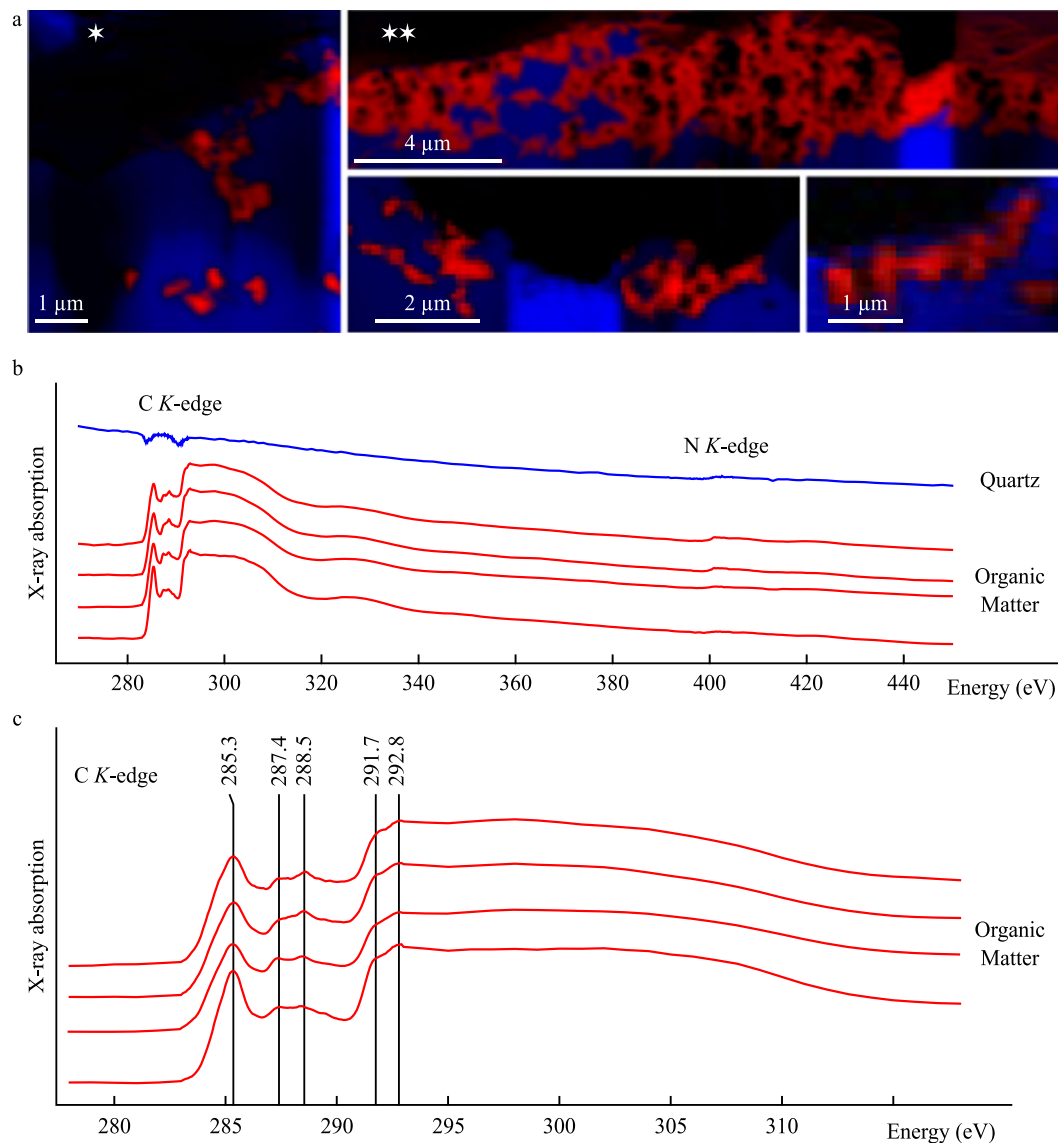 a
✶
✶✶
1 µm
4 µm
2 µm
1 µm
b
C K-edge
N K-edge
Quartz
Organic
Matter
X-ray absorption
280 300 320 340 360 380 400 420 440
Energy (eV)
c
C K-edge
285.3
287.4
288.5
291.7
292.8
Organic
Matter
X-ray absorption
280 285 290 295 300 305 310
Energy (eV)